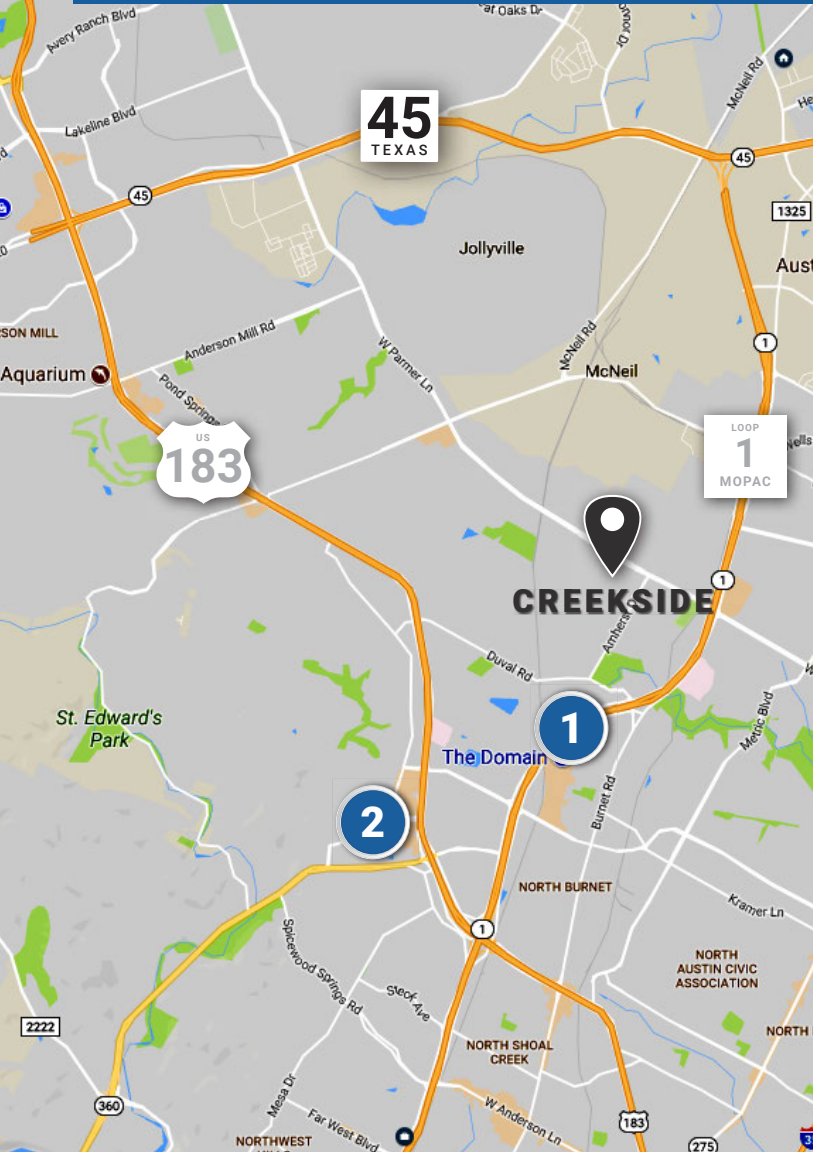 Avery Ranch Blvd
at Oaks Dr
Lakeline Blvd
McNeil Rd
45
TEXAS
45
45
1325
Jollyville
Aust
SON MILL
Anderson Mill Rd
McNeil Rd
1
Aquarium
W Parmer Ln
McNeil
Pond Springs
US
183
LOOP
1
MOPAC
Nells
1
CREEKSIDE
Amherst
Duval Rd
St. Edward's
Park
1
The Domain
Metric Blvd
2
Burnet Rd
NORTH BURNET
Kramer Ln
1
Spicewood Springs Rd
NORTH
AUSTIN CIVIC
ASSOCIATION
2222
NORTH SHOAL
CREEK
NORTH
360
Mesa Dr
W Anderson Ln
Far West Blvd
183
275
NORTHWEST